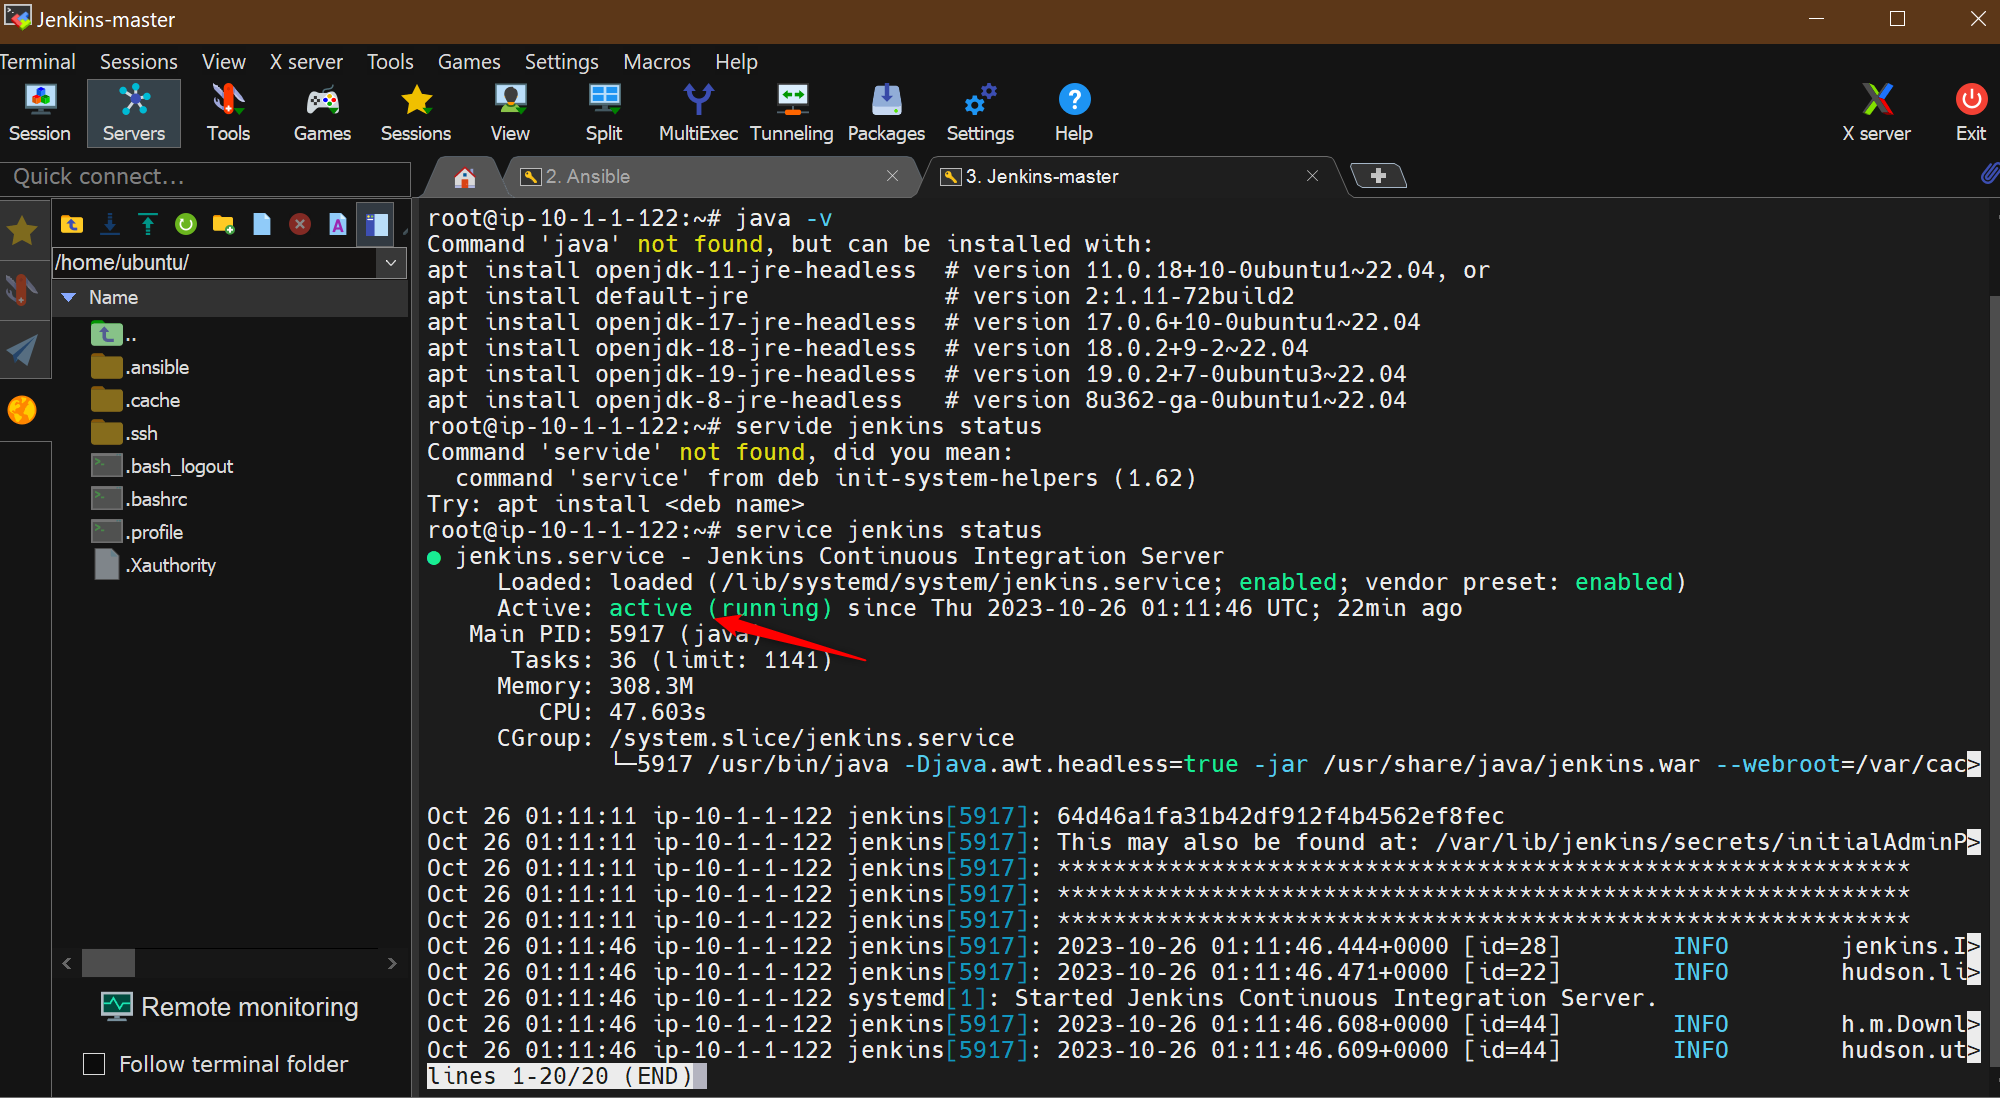 Jenkins-master
Terminal Sessions View X server Tools Games Settings Macros Help
Session Servers Tools Games Sessions View Split MultiExec Tunneling Packages Settings Help X server Exit
Quick connect...
2. Ansible
3. Jenkins-master
/home/ubuntu/
Name
..
.ansible
.cache
.ssh
.bash_logout
.bashrc
.profile
.Xauthority
Remote monitoring
Follow terminal folder
root@ip-10-1-1-122:~# java -v
Command 'java' not found, but can be installed with:
apt install openjdk-11-jre-headless  # version 11.0.18+10-0ubuntu1~22.04, or
apt install default-jre              # version 2:1.11-72build2
apt install openjdk-17-jre-headless  # version 17.0.6+10-0ubuntu1~22.04
apt install openjdk-18-jre-headless  # version 18.0.2+9-2~22.04
apt install openjdk-19-jre-headless  # version 19.0.2+7-0ubuntu3~22.04
apt install openjdk-8-jre-headless   # version 8u362-ga-0ubuntu1~22.04
root@ip-10-1-1-122:~# servide jenkins status
Command 'servide' not found, did you mean:
  command 'service' from deb init-system-helpers (1.62)
Try: apt install <deb name>
root@ip-10-1-1-122:~# service jenkins status
● jenkins.service - Jenkins Continuous Integration Server
     Loaded: loaded (/lib/systemd/system/jenkins.service; enabled; vendor preset: enabled)
     Active: active (running) since Thu 2023-10-26 01:11:46 UTC; 22min ago
   Main PID: 5917 (java)
      Tasks: 36 (limit: 1141)
     Memory: 308.3M
        CPU: 47.603s
     CGroup: /system.slice/jenkins.service
             └─5917 /usr/bin/java -Djava.awt.headless=true -jar /usr/share/java/jenkins.war --webroot=/var/cac>
Oct 26 01:11:11 ip-10-1-1-122 jenkins[5917]: 64d46a1fa31b42df912f4b4562ef8fec
Oct 26 01:11:11 ip-10-1-1-122 jenkins[5917]: This may also be found at: /var/lib/jenkins/secrets/initialAdminP>
Oct 26 01:11:11 ip-10-1-1-122 jenkins[5917]: *************************************************************
Oct 26 01:11:11 ip-10-1-1-122 jenkins[5917]: *************************************************************
Oct 26 01:11:11 ip-10-1-1-122 jenkins[5917]: *************************************************************
Oct 26 01:11:46 ip-10-1-1-122 jenkins[5917]: 2023-10-26 01:11:46.444+0000 [id=28]        INFO        jenkins.I>
Oct 26 01:11:46 ip-10-1-1-122 jenkins[5917]: 2023-10-26 01:11:46.471+0000 [id=22]        INFO        hudson.li>
Oct 26 01:11:46 ip-10-1-1-122 systemd[1]: Started Jenkins Continuous Integration Server.
Oct 26 01:11:46 ip-10-1-1-122 jenkins[5917]: 2023-10-26 01:11:46.608+0000 [id=44]        INFO        h.m.Downl>
Oct 26 01:11:46 ip-10-1-1-122 jenkins[5917]: 2023-10-26 01:11:46.609+0000 [id=44]        INFO        hudson.ut>
lines 1-20/20 (END)